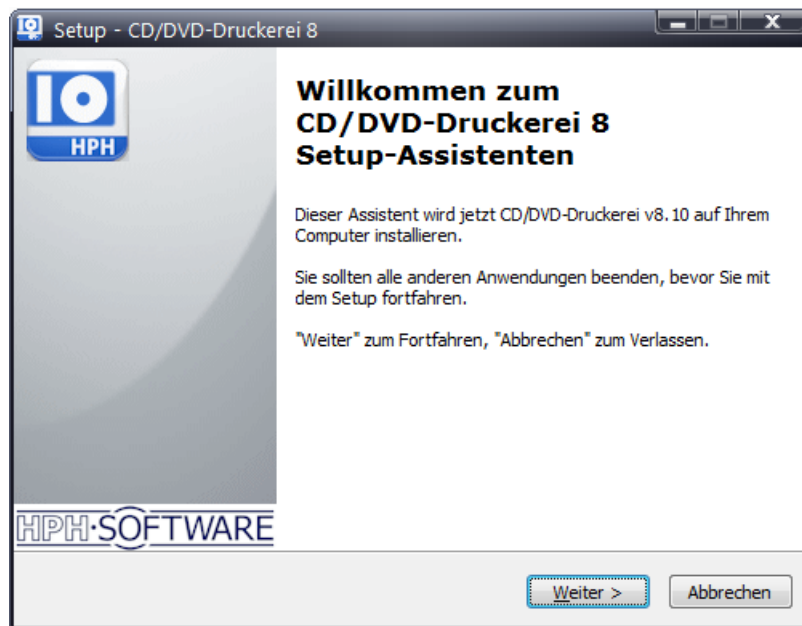 Setup - CD/DVD-Druckerei 8
HPH
Willkommen zum
CD/DVD-Druckerei 8
Setup-Assistenten
Dieser Assistent wird jetzt CD/DVD-Druckerei v8.10 auf Ihrem
Computer installieren.
Sie sollten alle anderen Anwendungen beenden, bevor Sie mit
dem Setup fortfahren.
"Weiter" zum Fortfahren, "Abbrechen" zum Verlassen.
HPH·SOFTWARE
Weiter >
Abbrechen